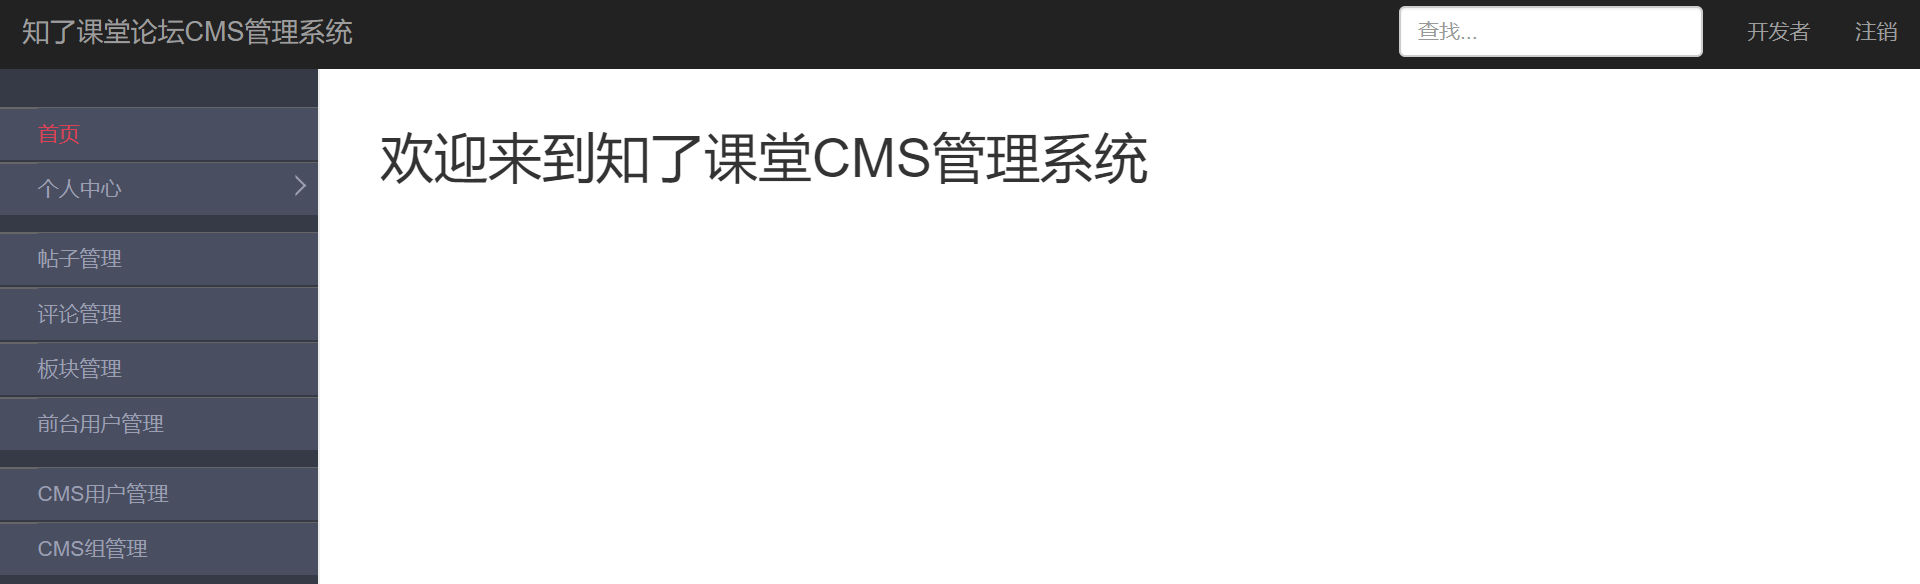 知了课堂论坛CMS管理系统
查找...
开发者
注销
首页
个人中心
帖子管理
评论管理
板块管理
前台用户管理
CMS用户管理
CMS组管理
欢迎来到知了课堂CMS管理系统